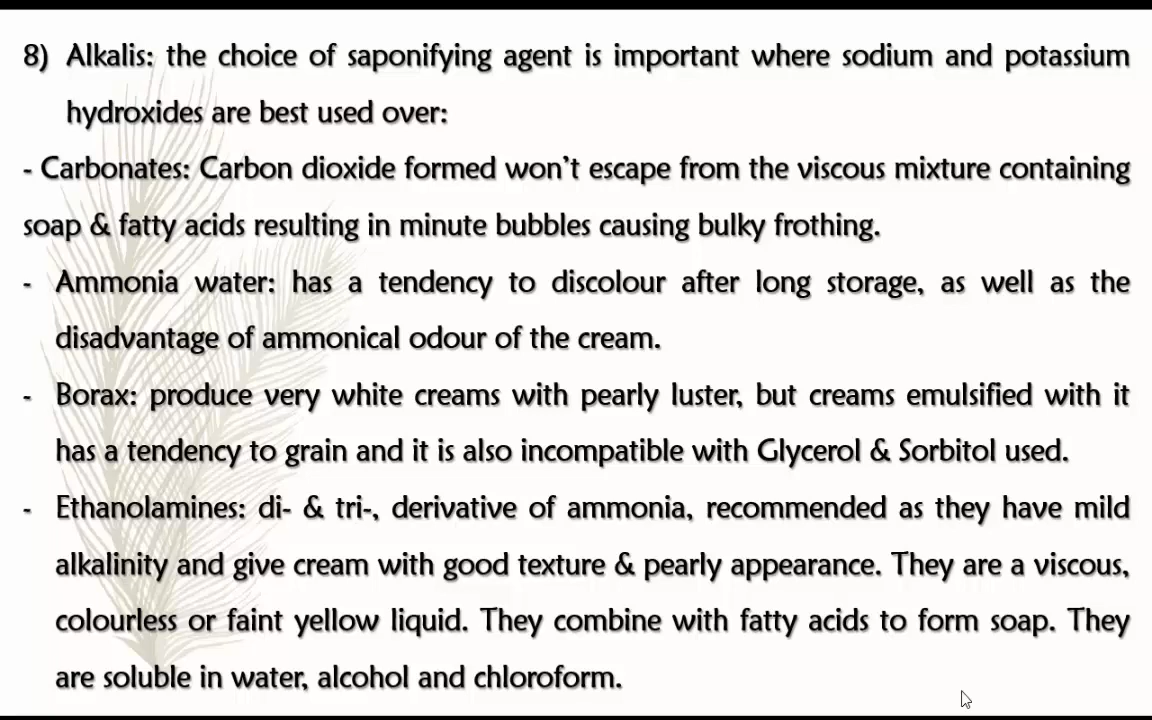 8) Alkalis: the choice of saponifying agent is important where sodium and potassium
hydroxides are best used over:
- Carbonates: Carbon dioxide formed won't escape from the viscous mixture containing
soap & fatty acids resulting in minute bubbles causing bulky frothing.
- Ammonia water: has a tendency to discolour after long storage, as well as the
disadvantage of ammonical odour of the cream.
- Borax: produce very white creams with pearly luster, but creams emulsified with it
has a tendency to grain and it is also incompatible with Glycerol & Sorbitol used.
- Ethanolamines: di- & tri-, derivative of ammonia, recommended as they have mild
alkalinity and give cream with good texture & pearly appearance. They are a viscous,
colourless or faint yellow liquid. They combine with fatty acids to form soap. They
are soluble in water, alcohol and chloroform.